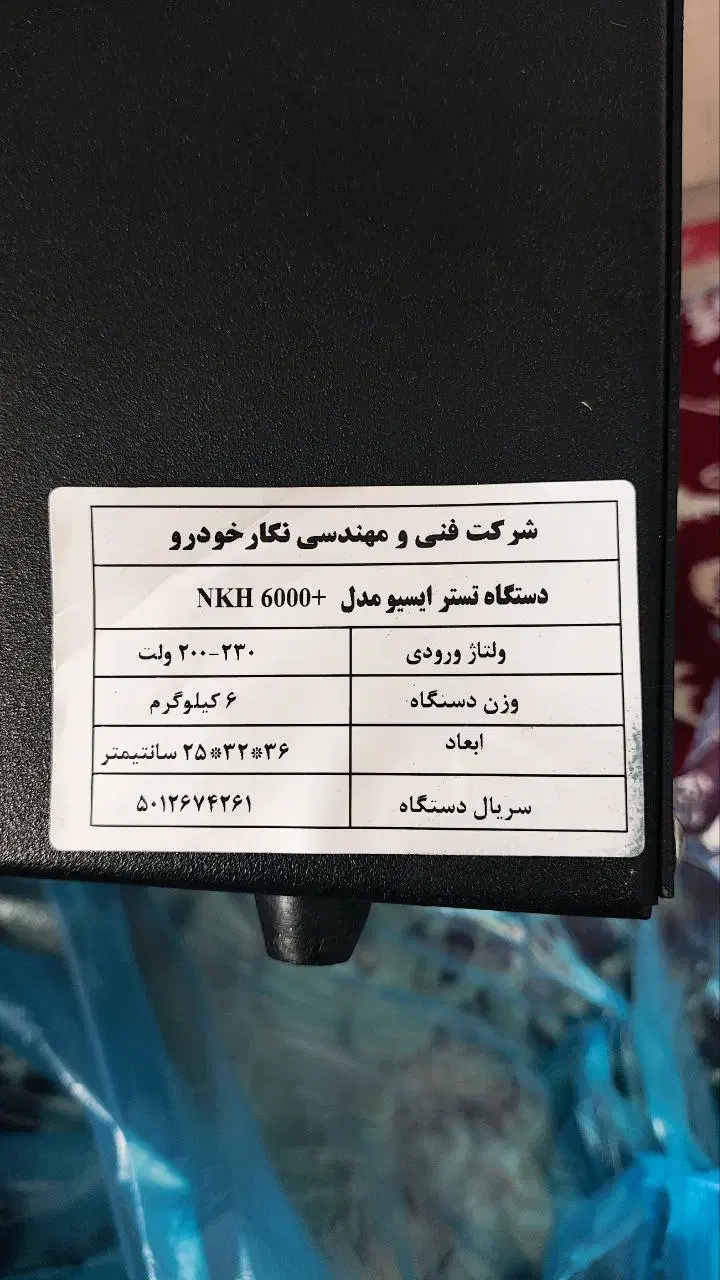 شرکت فنی و مهندسی نگارخودرو
دستگاه تستر ایسیو مدل NKH 6000+
ولتاژ ورودی ۲۰۰-۲۳۰ ولت
وزن دستگاه ۶ کیلوگرم
ابعاد ۳۶*۳۲*۲۵ سانتیمتر
سریال دستگاه ۵۰۱۲۶۷۴۲۶۱